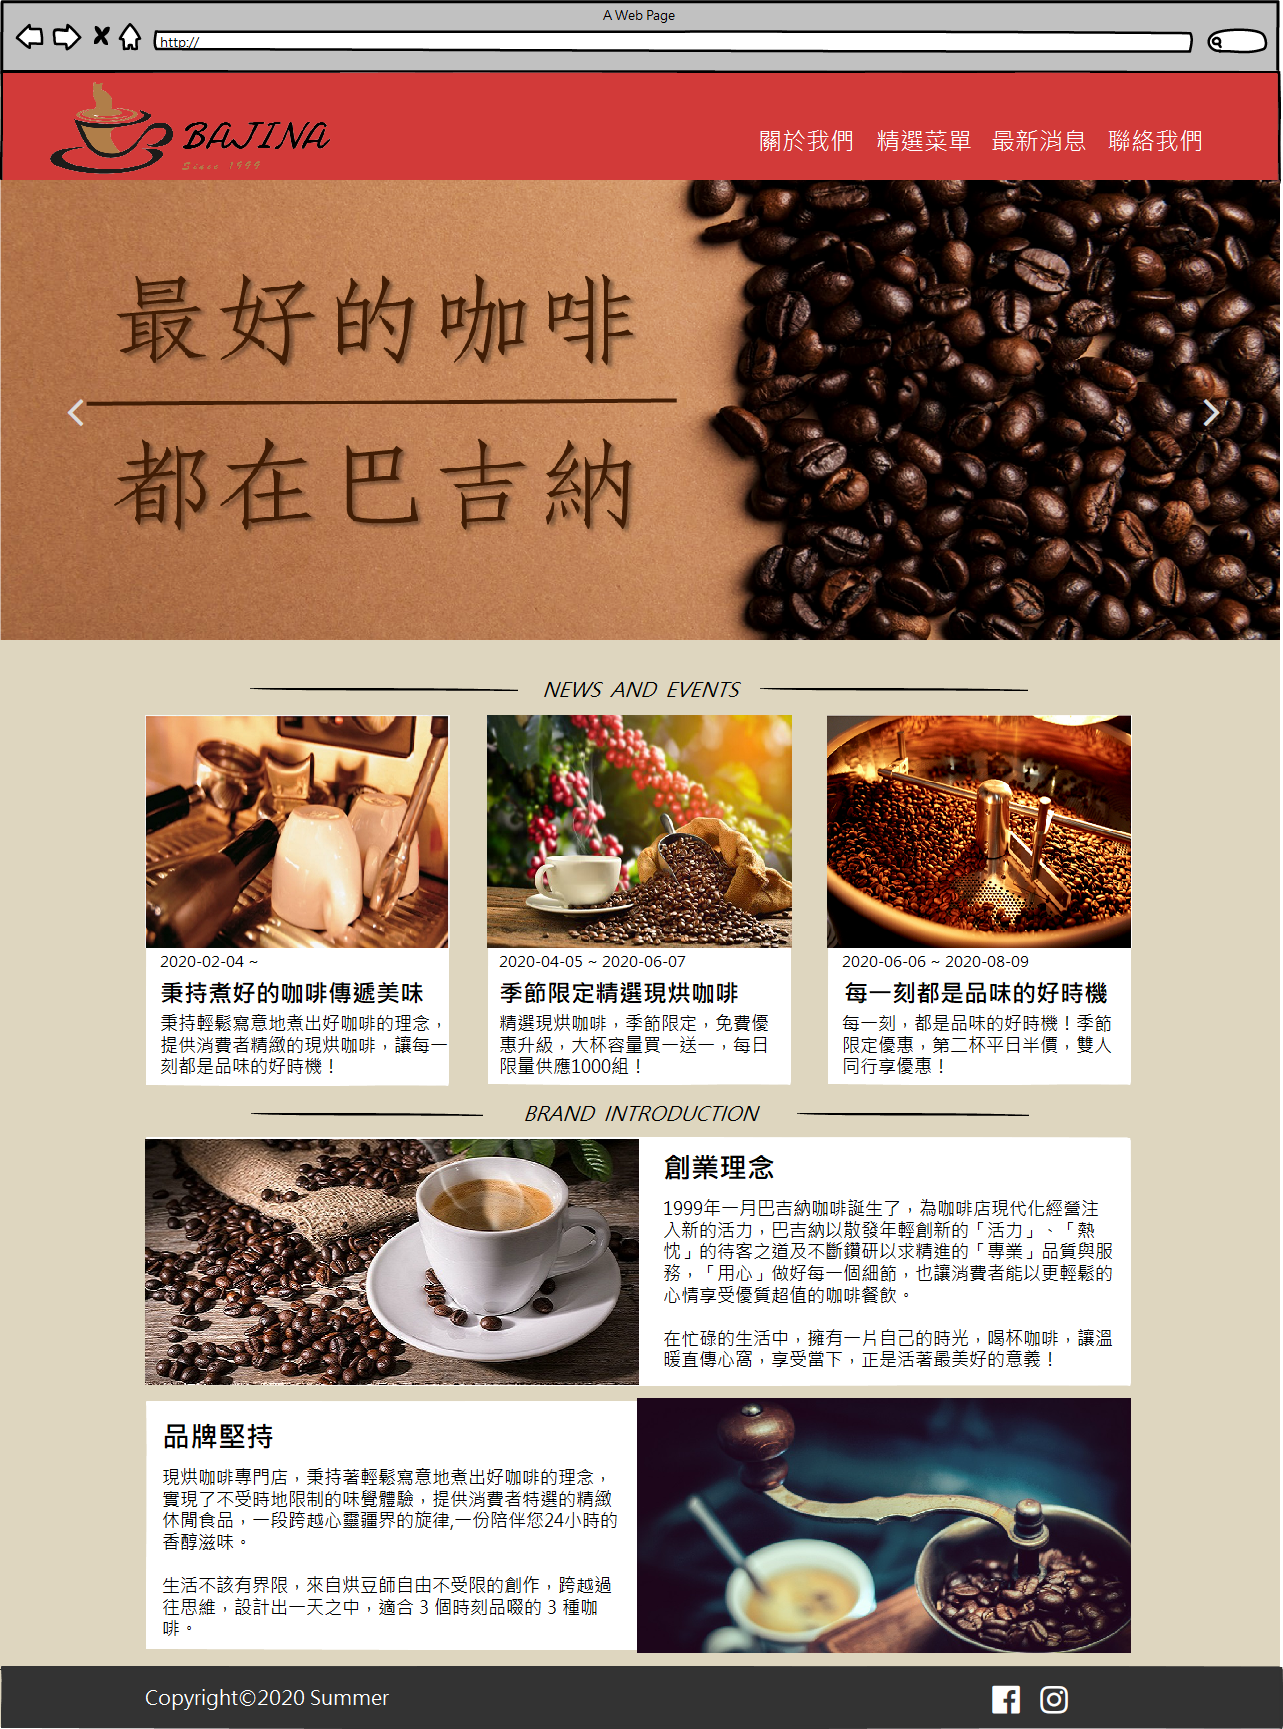 A Web Page
http://
BAJINA
Since 1999
關於我們 精選菜單 最新消息 聯絡我們
最好的咖啡
都在巴吉納
NEWS AND EVENTS
2020-02-04 ~
秉持煮好的咖啡傳遞美味
秉持輕鬆寫意地煮出好咖啡的理念，
提供消費者精緻的現烘咖啡，讓每一
刻都是品味的好時機！
2020-04-05 ~ 2020-06-07
季節限定精選現烘咖啡
精選現烘咖啡，季節限定，免費優
惠升級，大杯容量買一送一，每日
限量供應1000組！
2020-06-06 ~ 2020-08-09
每一刻都是品味的好時機
每一刻，都是品味的好時機！季節
限定優惠，第二杯平日半價，雙人
同行享優惠！
BRAND INTRODUCTION
創業理念
1999年一月巴吉納咖啡誕生了，為咖啡店現代化經營注
入新的活力，巴吉納以散發年輕創新的「活力」、「熱
忱」的待客之道及不斷鑽研以求精進的「專業」品質與服
務，「用心」做好每一個細節，也讓消費者能以更輕鬆的
心情享受優質超值的咖啡餐飲。
在忙碌的生活中，擁有一片自己的時光，喝杯咖啡，讓溫
暖直傳心窩，享受當下，正是活著最美好的意義！
品牌堅持
現烘咖啡專門店，秉持著輕鬆寫意地煮出好咖啡的理念，
實現了不受時地限制的味覺體驗，提供消費者特選的精緻
休閒食品，一段跨越心靈疆界的旋律,一份陪伴您24小時的
香醇滋味。
生活不該有界限，來自烘豆師自由不受限的創作，跨越過
往思維，設計出一天之中，適合 3 個時刻品啜的 3 種咖
啡。
Copyright©2020 Summer